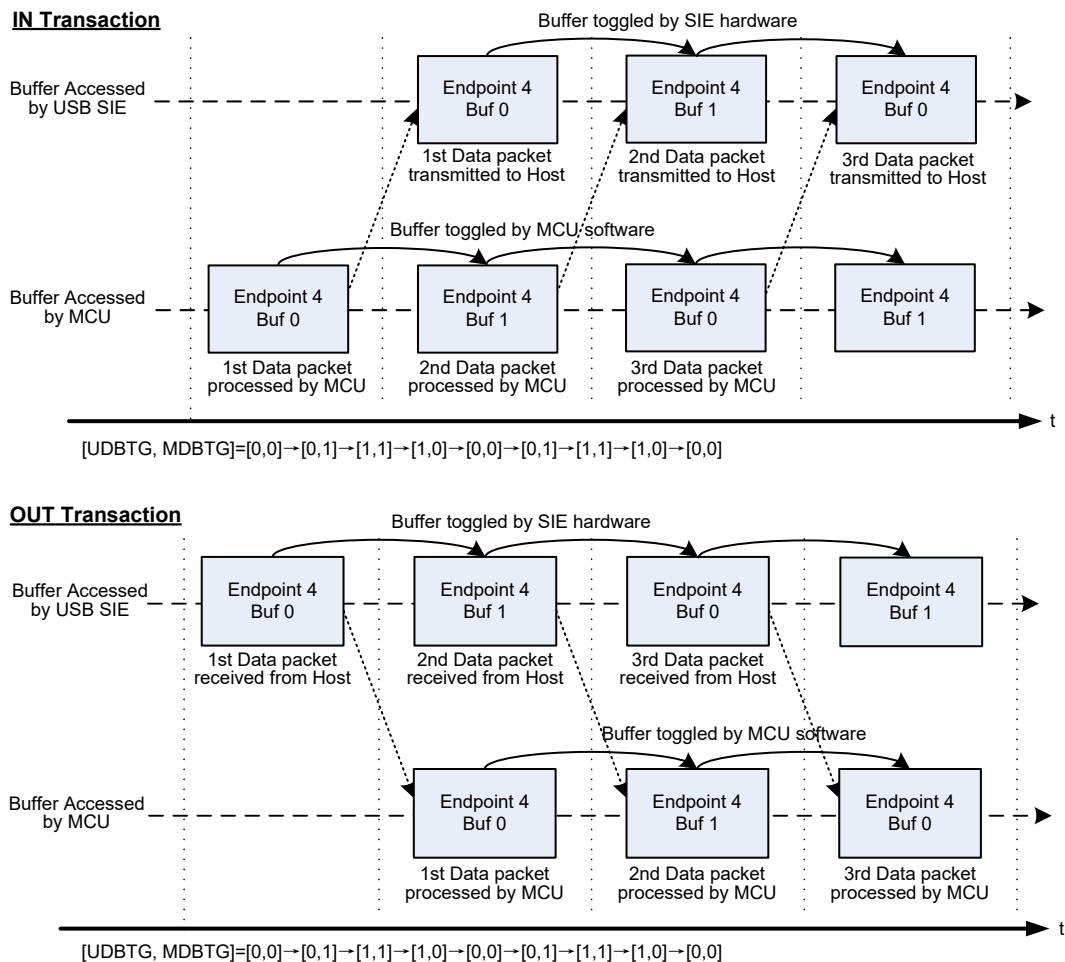 IN Transaction
Buffer toggled by SIE hardware
Buffer Accessed
by USB SIE
Endpoint 4
Buf 0
Endpoint 4
Buf 1
Endpoint 4
Buf 0
1st Data packet
transmitted to Host
2nd Data packet
transmitted to Host
3rd Data packet
transmitted to Host
Buffer toggled by MCU software
Buffer Accessed
by MCU
Endpoint 4
Buf 0
Endpoint 4
Buf 1
Endpoint 4
Buf 0
Endpoint 4
Buf 1
1st Data packet
processed by MCU
2nd Data packet
processed by MCU
3rd Data packet
processed by MCU
t
[UDBTG, MDBTG]=[0,0]→[0,1]→[1,1]→[1,0]→[0,0]→[0,1]→[1,1]→[1,0]→[0,0]
OUT Transaction
Buffer toggled by SIE hardware
Buffer Accessed
by USB SIE
Endpoint 4
Buf 0
Endpoint 4
Buf 1
Endpoint 4
Buf 0
Endpoint 4
Buf 1
1st Data packet
received from Host
2nd Data packet
received from Host
3rd Data packet
received from Host
Buffer toggled by MCU software
Buffer Accessed
by MCU
Endpoint 4
Buf 0
Endpoint 4
Buf 1
Endpoint 4
Buf 0
1st Data packet
processed by MCU
2nd Data packet
processed by MCU
3rd Data packet
processed by MCU
t
[UDBTG, MDBTG]=[0,0]→[0,1]→[1,1]→[1,0]→[0,0]→[0,1]→[1,1]→[1,0]→[0,0]